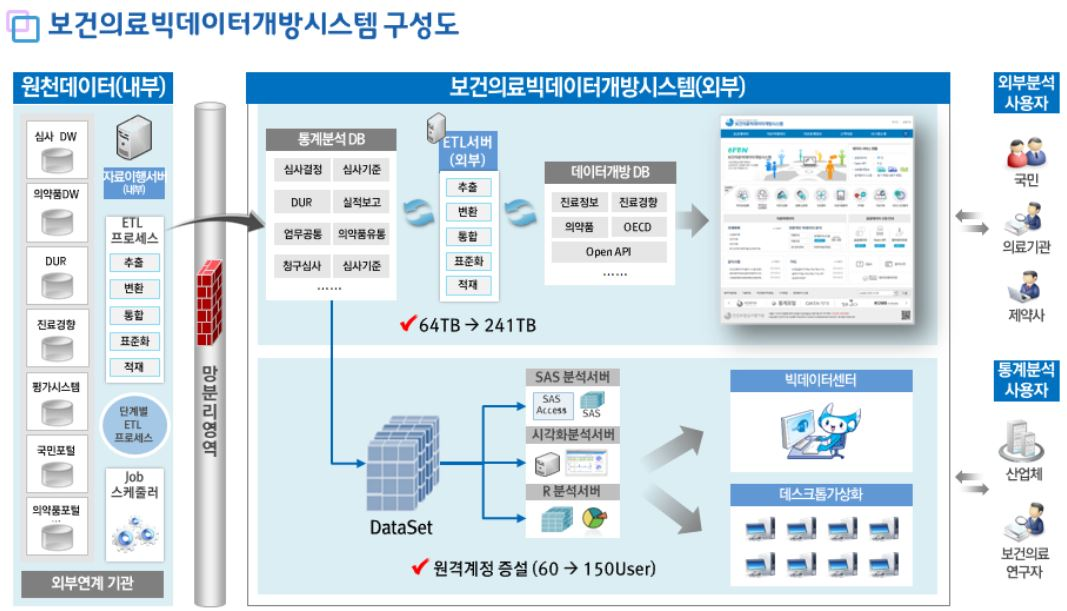 보건의료빅데이터개방시스템 구성도
원천데이터(내부)
심사 DW
의약품DW
DUR
진료경향
평가시스템
국민포털
의약품포털
...
외부연계 기관
자료이행서버
(내부)
ETL
프로세스
추출
변환
통합
표준화
적재
단계별
ETL
프로세스
Job
스케줄러
망분리영역
보건의료빅데이터개방시스템(외부)
통계분석 DB
심사결정 심사기준
DUR 실적보고
업무공통 의약품유통
청구심사 심사기준
......
ETL서버
(외부)
추출
변환
통합
표준화
적재
데이터개방 DB
진료정보 진료경향
의약품 OECD
Open API
......
64TB → 241TB
DataSet
SAS 분석서버
SAS
Access
SAS
시각화분석서버
R 분석서버
빅데이터센터
데스크톱가상화
원격계정 증설 (60 → 150User)
외부분석
사용자
국민
의료기관
제약사
통계분석
사용자
산업체
보건의료
연구자